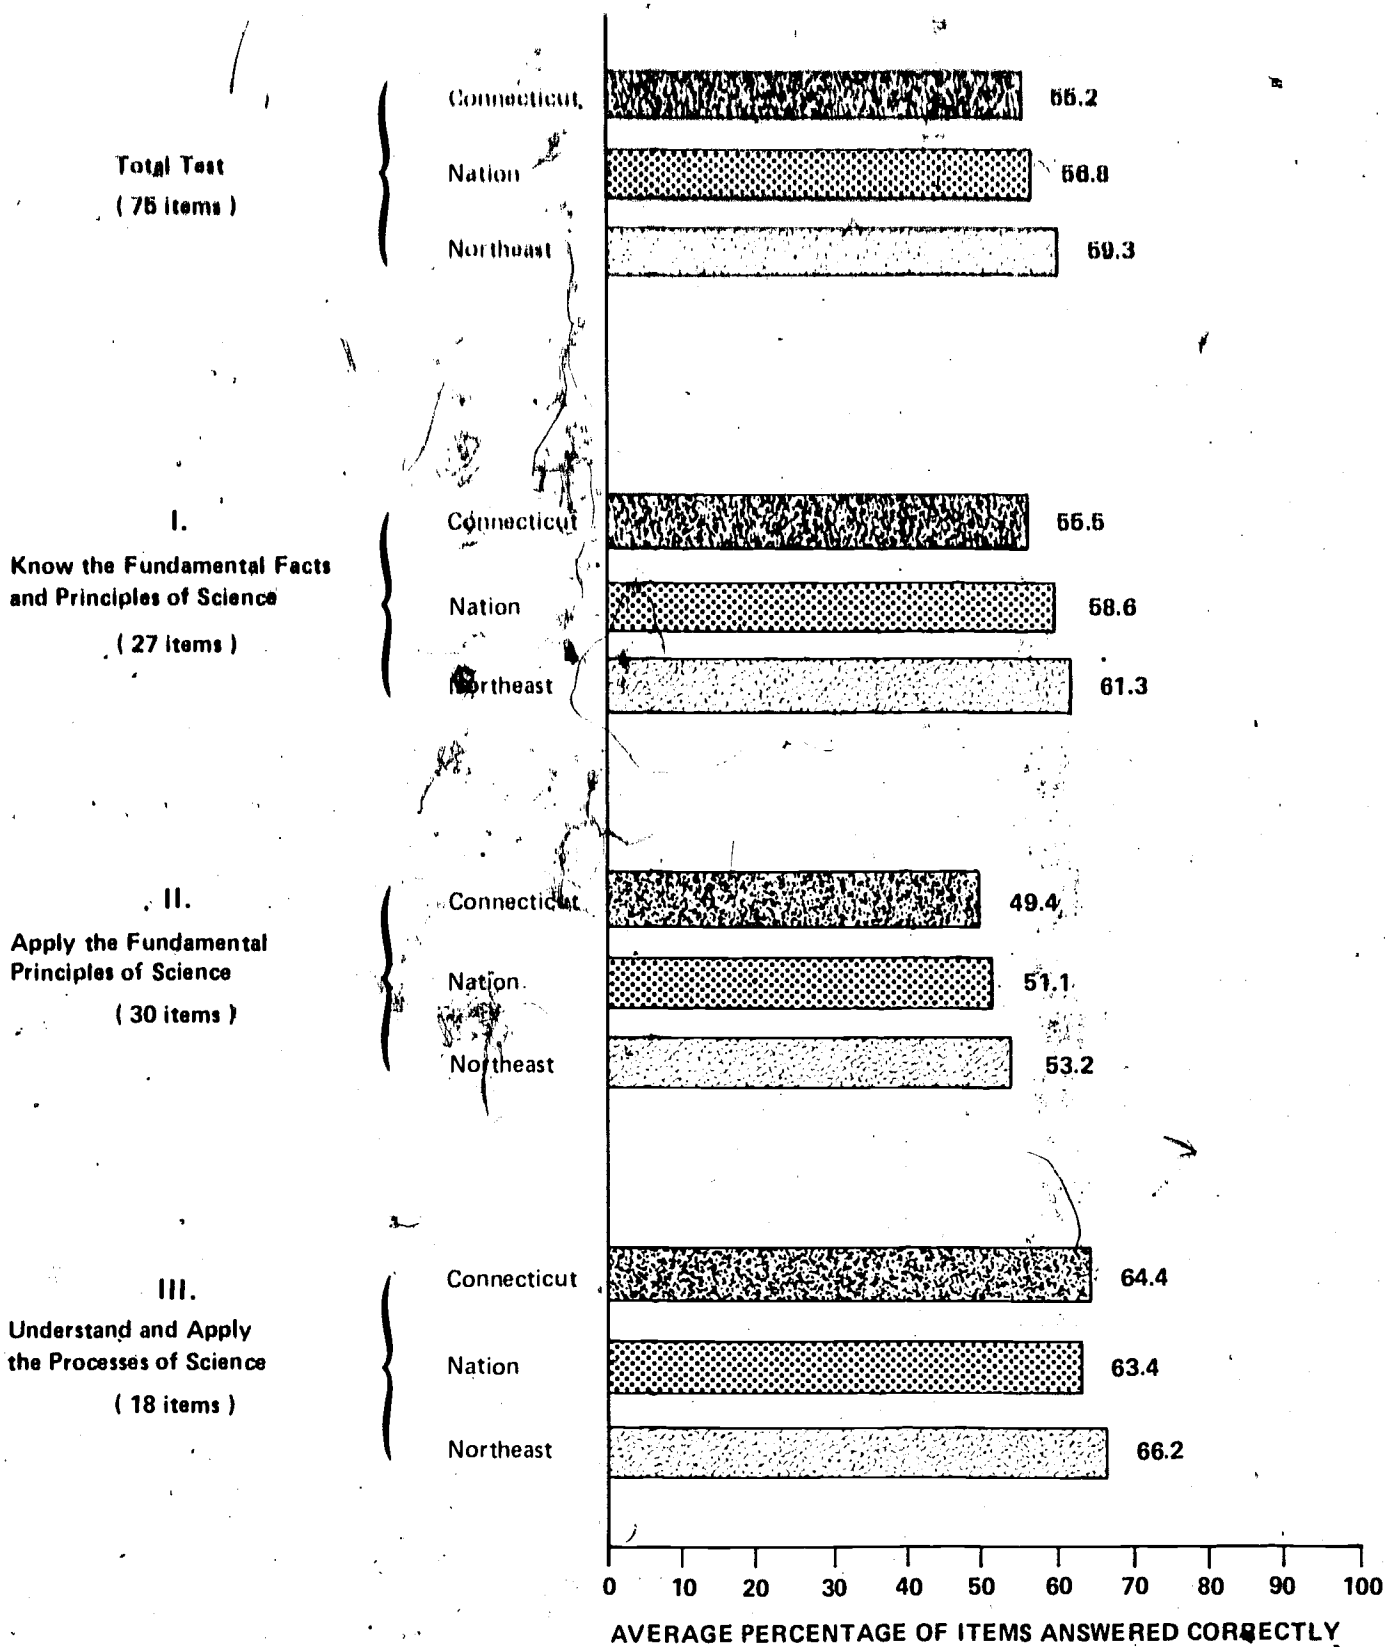 Connecticut
55.2
Total Test
Nation
56.8
( 75 items )
Northeast
59.3
I.
Connecticut
55.5
Know the Fundamental Facts
and Principles of Science
Nation
58.6
( 27 items )
Northeast
61.3
II.
Connecticut
49.4
Apply the Fundamental
Principles of Science
Nation
51.1
( 30 items )
Northeast
53.2
III.
Connecticut
64.4
Understand and Apply
the Processes of Science
Nation
63.4
( 18 items )
Northeast
66.2
0 10 20 30 40 50 60 70 80 90 100
AVERAGE PERCENTAGE OF ITEMS ANSWERED CORRECTLY